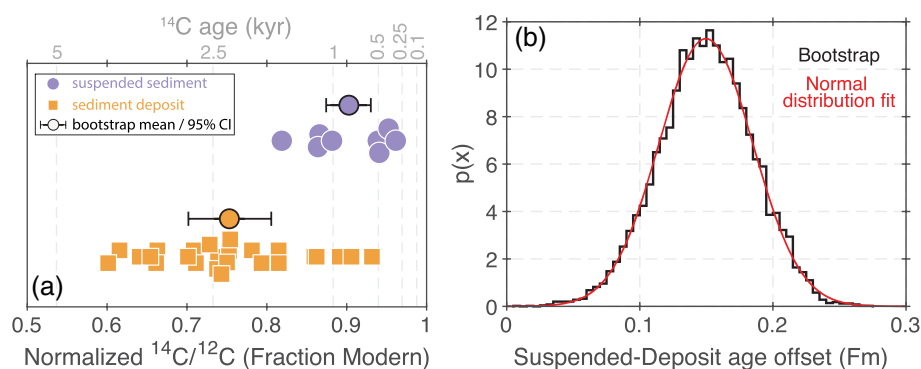 ¹⁴C age (kyr)
5 2.5 1 0.5 0.25 0.1
suspended sediment
sediment deposit
bootstrap mean / 95% CI
(a)
0.5 0.6 0.7 0.8 0.9 1
Normalized ¹⁴C/¹²C (Fraction Modern)
(b)
Bootstrap
Normal
distribution fit
p(x)
12
10
8
6
4
2
0
0 0.1 0.2 0.3
Suspended-Deposit age offset (Fm)